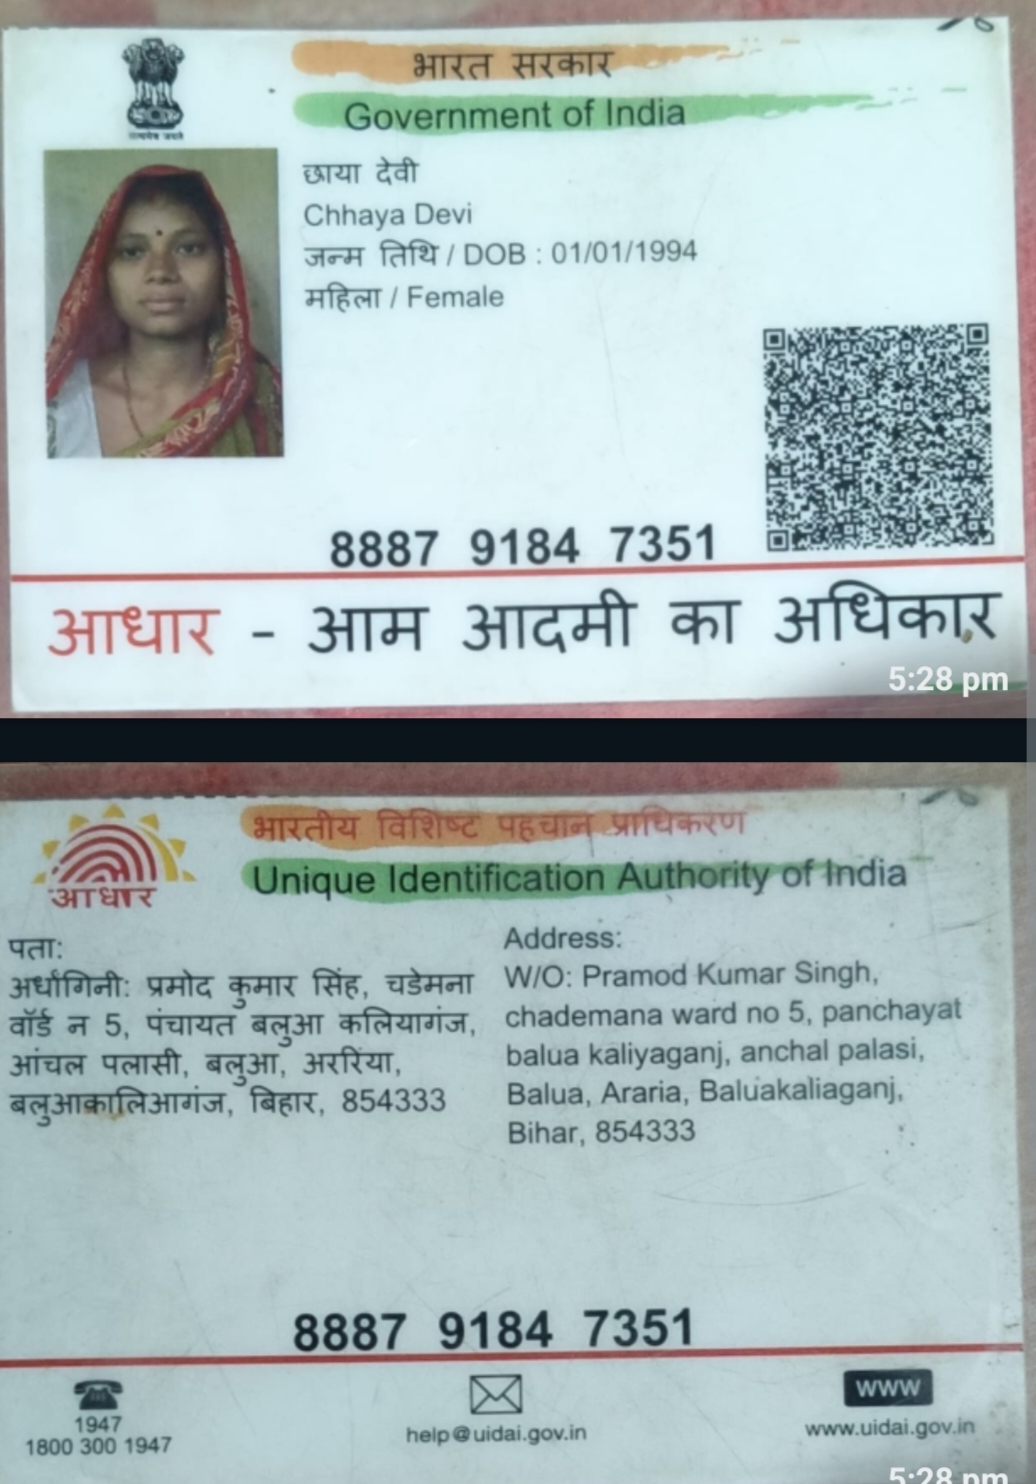 सत्यमेव जयते
भारत सरकार
Government of India
छाया देवी
Chhaya Devi
जन्म तिथि / DOB : 01/01/1994
महिला / Female
8887 9184 7351
आधार - आम आदमी का अधिकार
5:28 pm
भारतीय विशिष्ट पहचान प्राधिकरण
आधार
Unique Identification Authority of India
पता:
अर्धांगिनी: प्रमोद कुमार सिंह, चडेमना
वॉर्ड न 5, पंचायत बलुआ कलियागंज,
आंचल पलासी, बलुआ, अररिया,
बलुआकालिआगंज, बिहार, 854333
Address:
W/O: Pramod Kumar Singh,
chademana ward no 5, panchayat
balua kaliyaganj, anchal palasi,
Balua, Araria, Baluakaliaganj,
Bihar, 854333
8887 9184 7351
1947
1800 300 1947
help@uidai.gov.in
www
www.uidai.gov.in
5:28 pm